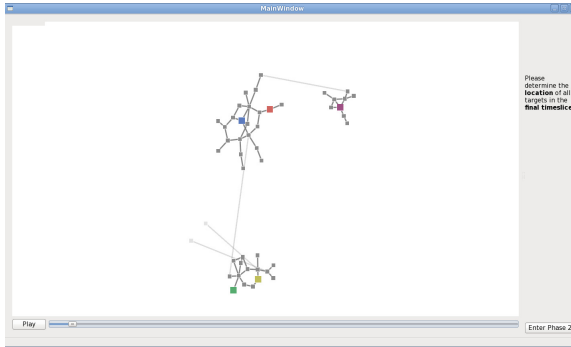 MainWindow
Please
determine the
location of all
targets in the
final timeslice
Play
Enter Phase 2